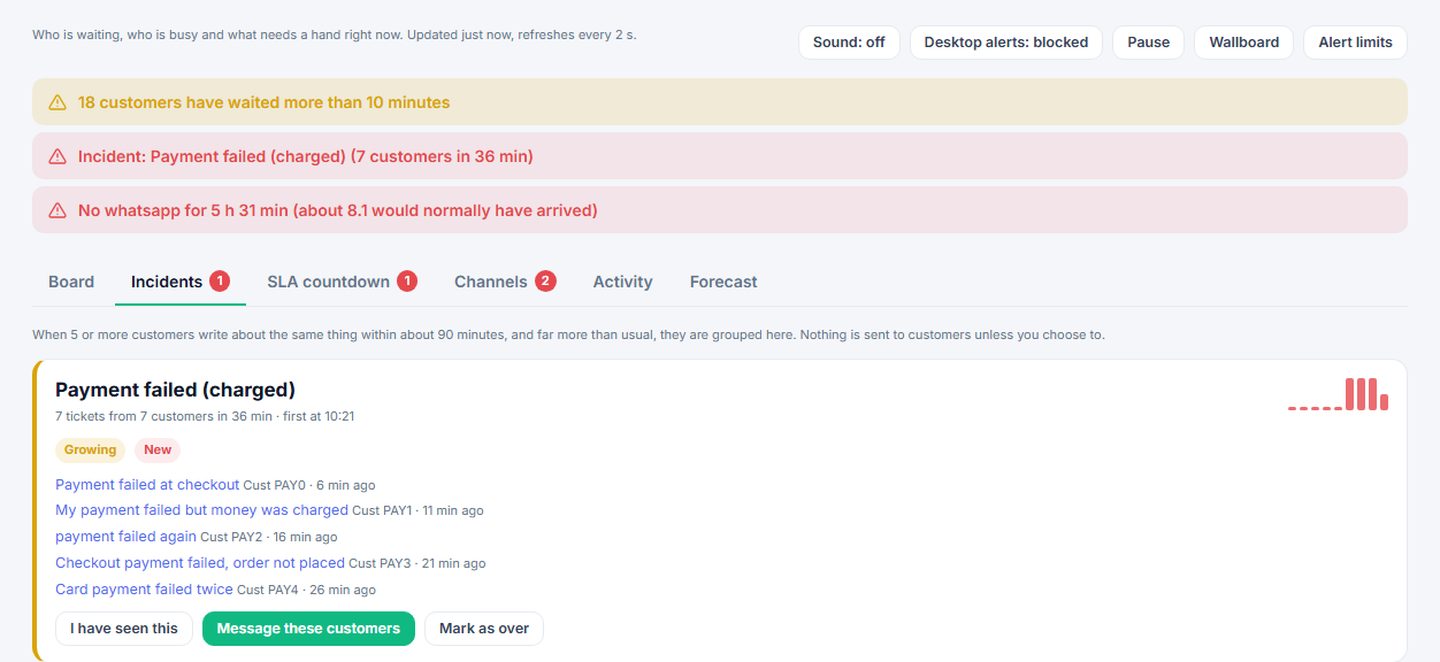 Who is waiting, who is busy and what needs a hand right now. Updated just now, refreshes every 2 s.
Sound: off
Desktop alerts: blocked
Pause
Wallboard
Alert limits
18 customers have waited more than 10 minutes
Incident: Payment failed (charged) (7 customers in 36 min)
No whatsapp for 5 h 31 min (about 8.1 would normally have arrived)
Board
Incidents 1
SLA countdown 1
Channels 2
Activity
Forecast
When 5 or more customers write about the same thing within about 90 minutes, and far more than usual, they are grouped here. Nothing is sent to customers unless you choose to.
Payment failed (charged)
7 tickets from 7 customers in 36 min · first at 10:21
Growing
New
Payment failed at checkout Cust PAY0 · 6 min ago
My payment failed but money was charged Cust PAY1 · 11 min ago
payment failed again Cust PAY2 · 16 min ago
Checkout payment failed, order not placed Cust PAY3 · 21 min ago
Card payment failed twice Cust PAY4 · 26 min ago
I have seen this
Message these customers
Mark as over